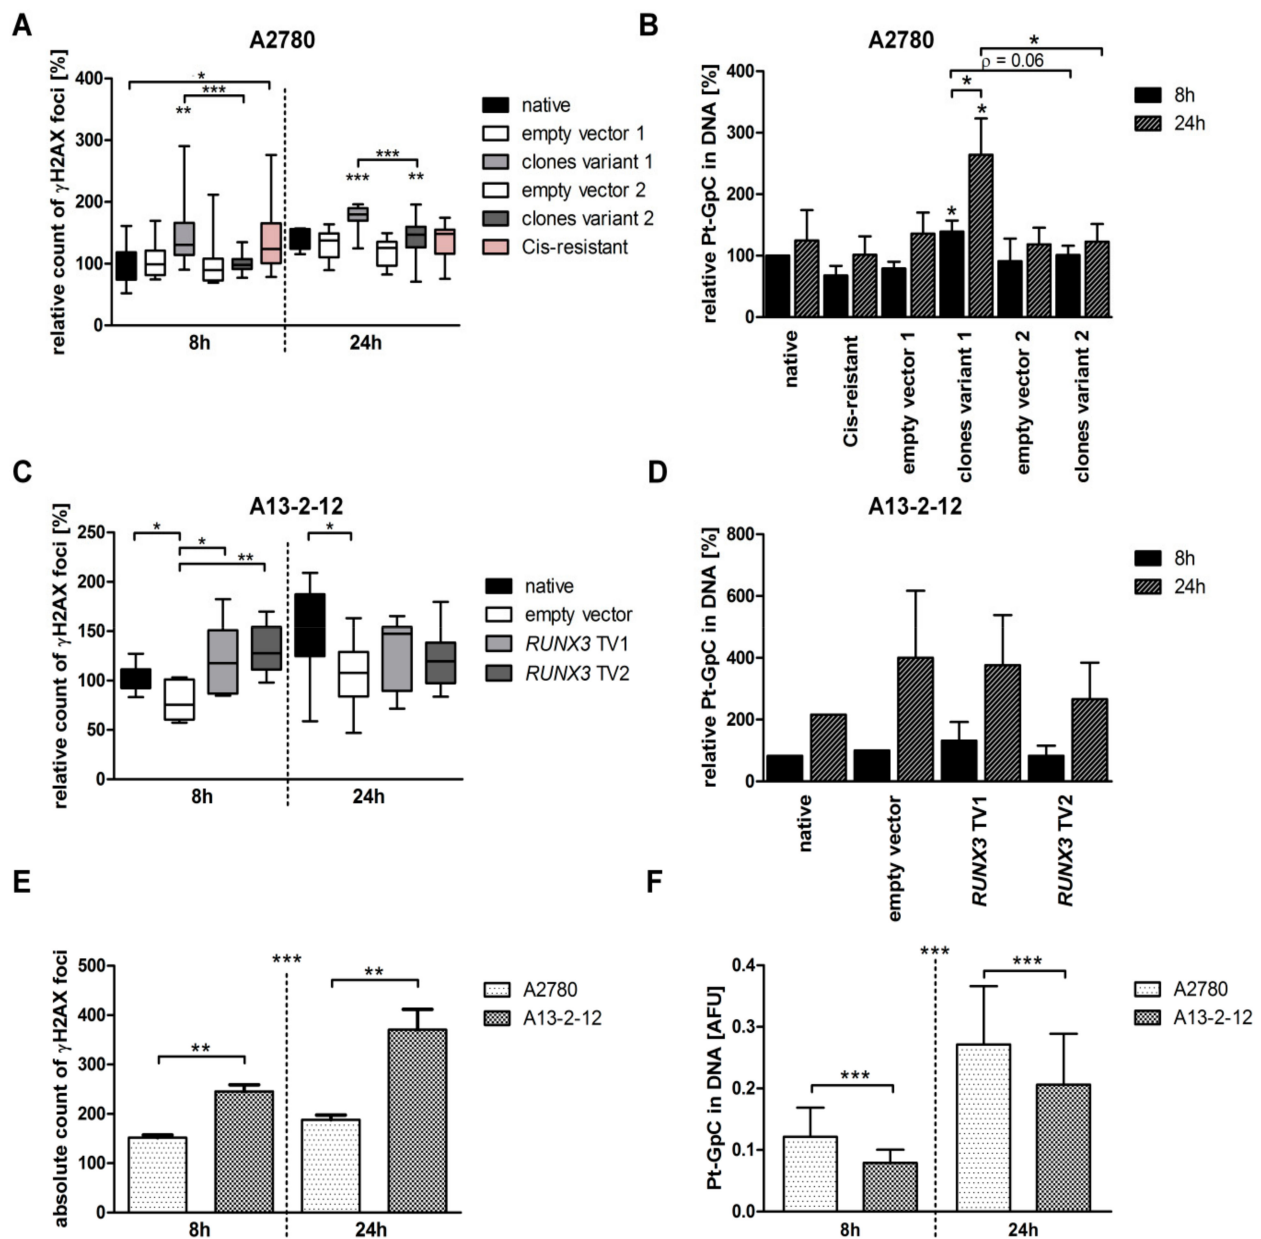 A
A2780
relative count of γH2AX foci [%]
400
300
200
100
0
*
***
**
***
***
**
8h
24h
native
empty vector 1
clones variant 1
empty vector 2
clones variant 2
Cis-resistant
B
A2780
relative Pt-GpC in DNA [%]
400
300
200
100
0
*
ρ = 0.06
*
*
*
8h
24h
native
Cis-reistant
empty vector 1
clones variant 1
empty vector 2
clones variant 2
C
A13-2-12
relative count of γH2AX foci [%]
250
200
150
100
50
0
*
*
**
*
8h
24h
native
empty vector
RUNX3 TV1
RUNX3 TV2
D
A13-2-12
relative Pt-GpC in DNA [%]
800
600
400
200
0
8h
24h
native
empty vector
RUNX3 TV1
RUNX3 TV2
E
absolute count of γH2AX foci
500
400
300
200
100
0
***
**
**
8h
24h
A2780
A13-2-12
F
Pt-GpC in DNA [AFU]
0.4
0.3
0.2
0.1
0.0
***
***
***
8h
24h
A2780
A13-2-12